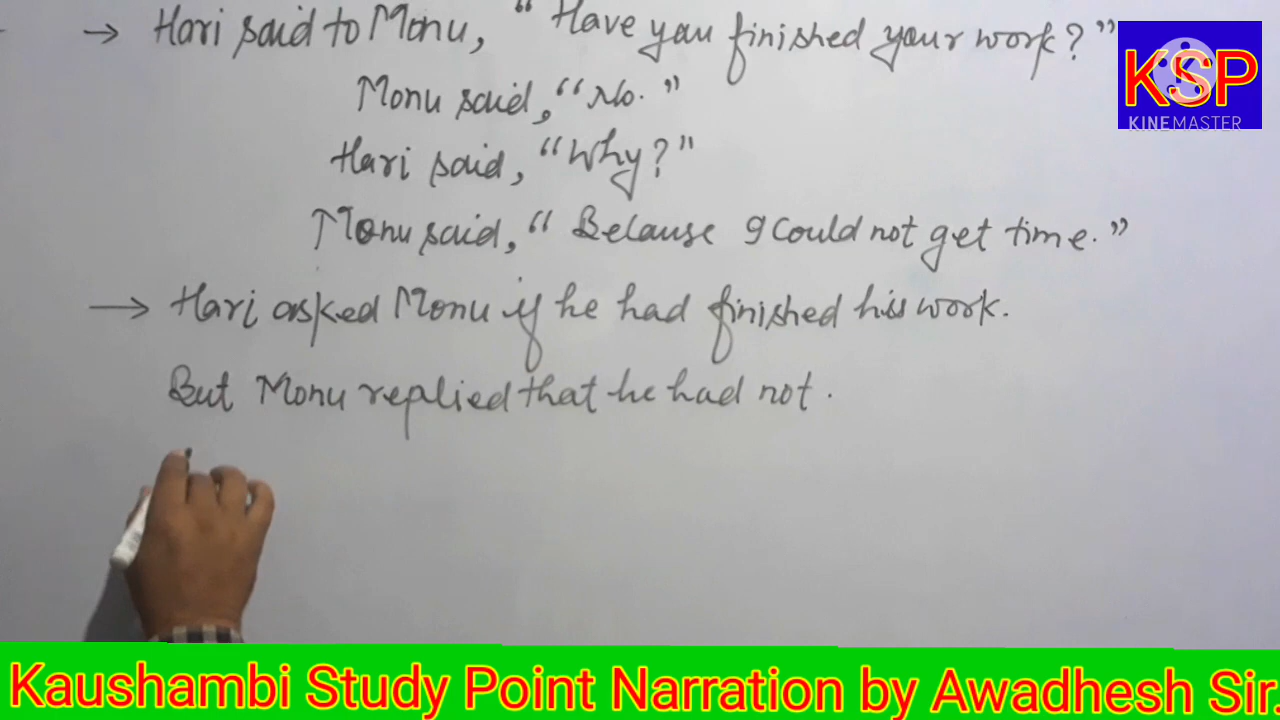 → Hari said to Monu, "Have you finished your work?"
KSP
KINEMASTER
Monu said, "No."
Hari said, "Why?"
Monu said, "Because I could not get time."
→ Hari asked Monu if he had finished his work.
But Monu replied that he had not.
Kaushambi Study Point Narration by Awadhesh Sir.